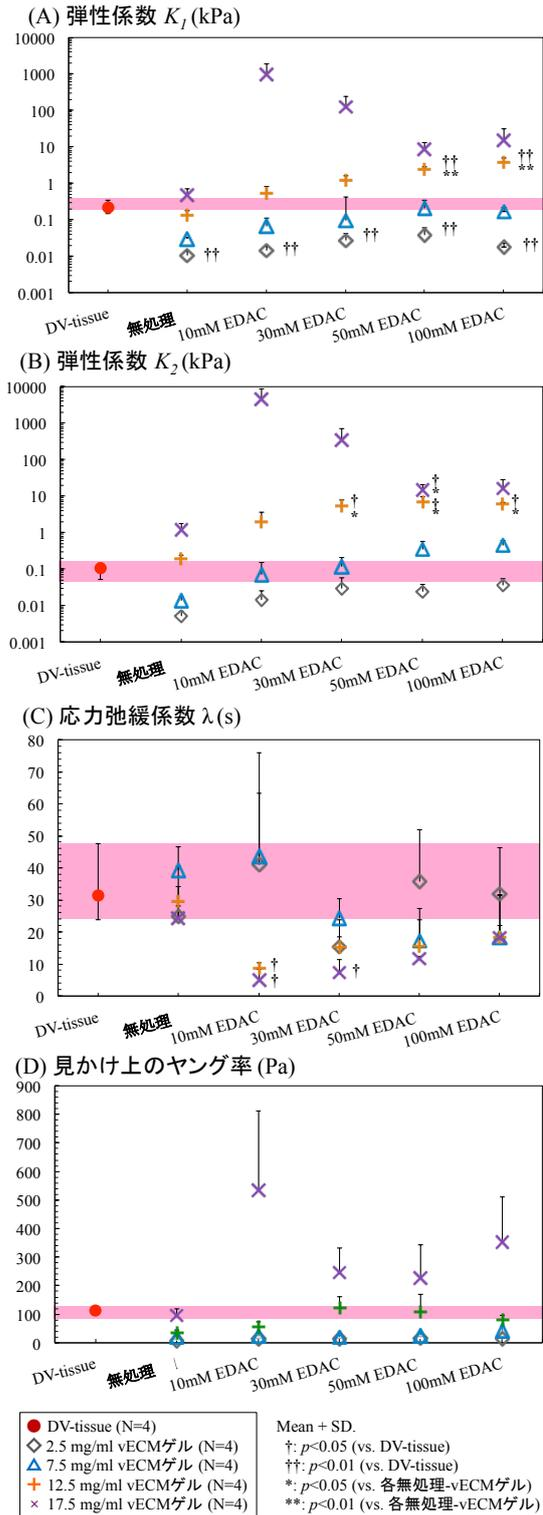 (A) 弾性係数 K1 (kPa)
10000
1000
100
10
1
0.1
0.01
0.001
††
††
††
††
**
††
††
**
††
DV-tissue
無処理
10mM EDAC
30mM EDAC
50mM EDAC
100mM EDAC
(B) 弾性係数 K2 (kPa)
10000
1000
100
10
1
0.1
0.01
0.001
†
*
†
*
†
*
†
*
DV-tissue
無処理
10mM EDAC
30mM EDAC
50mM EDAC
100mM EDAC
(C) 応力弛緩係数 λ (s)
80
70
60
50
40
30
20
10
0
†
†
†
DV-tissue
無処理
10mM EDAC
30mM EDAC
50mM EDAC
100mM EDAC
(D) 見かけ上のヤング率 (Pa)
900
800
700
600
500
400
300
200
100
0
DV-tissue
無処理
10mM EDAC
30mM EDAC
50mM EDAC
100mM EDAC
DV-tissue (N=4)
2.5 mg/ml vECMゲル (N=4)
7.5 mg/ml vECMゲル (N=4)
12.5 mg/ml vECMゲル (N=4)
17.5 mg/ml vECMゲル (N=4)
Mean + SD.
†: p<0.05 (vs. DV-tissue)
††: p<0.01 (vs. DV-tissue)
*: p<0.05 (vs. 各無処理-vECMゲル)
**: p<0.01 (vs. 各無処理-vECMゲル)